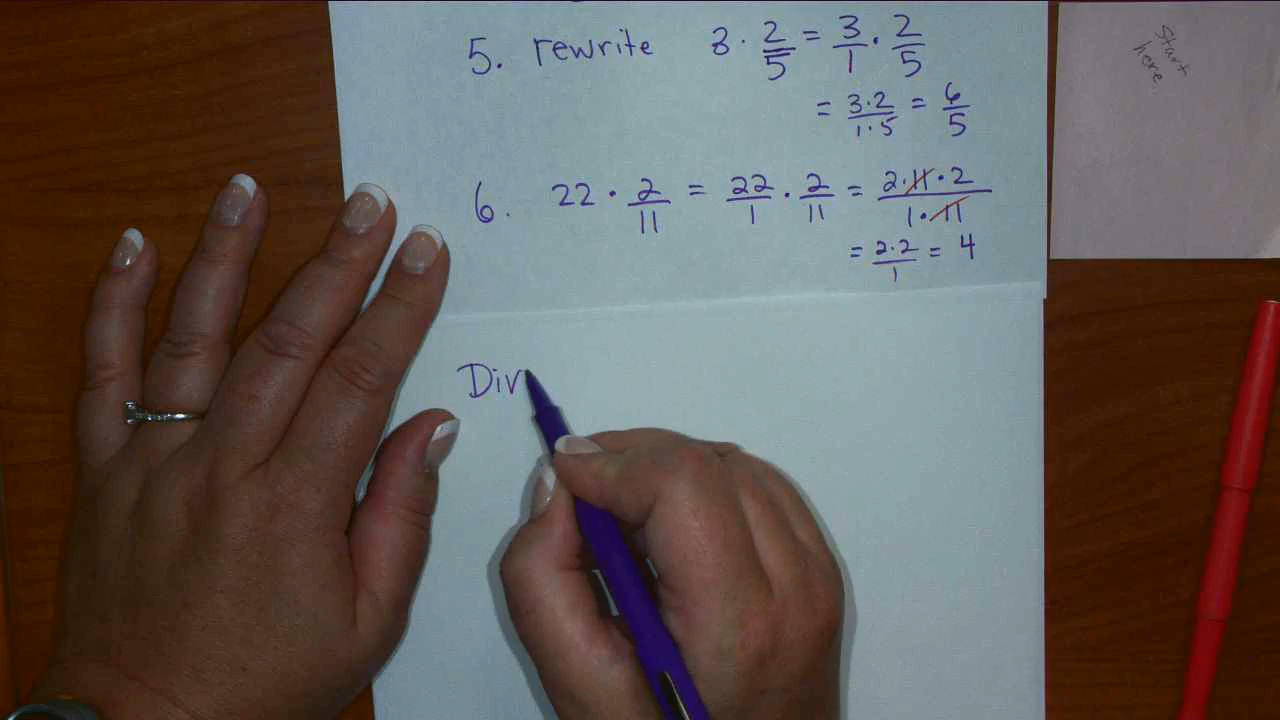 5. rewrite 3 · 2/5 = 3/1 · 2/5
= 3·2/1·5 = 6/5
6. 22 · 2/11 = 22/1 · 2/11 = 2·11·2/1·11
= 2·2/1 = 4
Div
Start
here